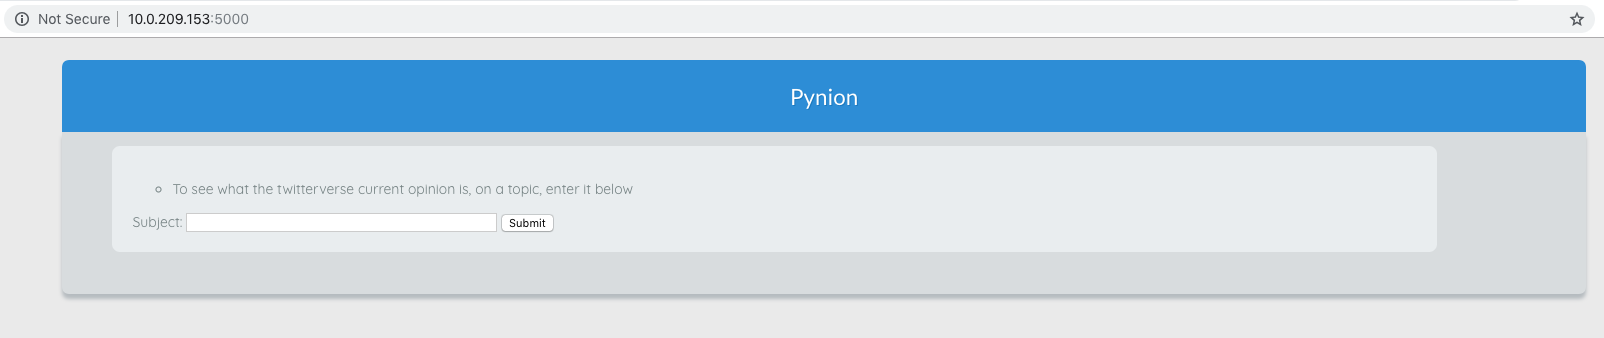 Not Secure | 10.0.209.153:5000
Pynion
To see what the twitterverse current opinion is, on a topic, enter it below
Subject: Submit